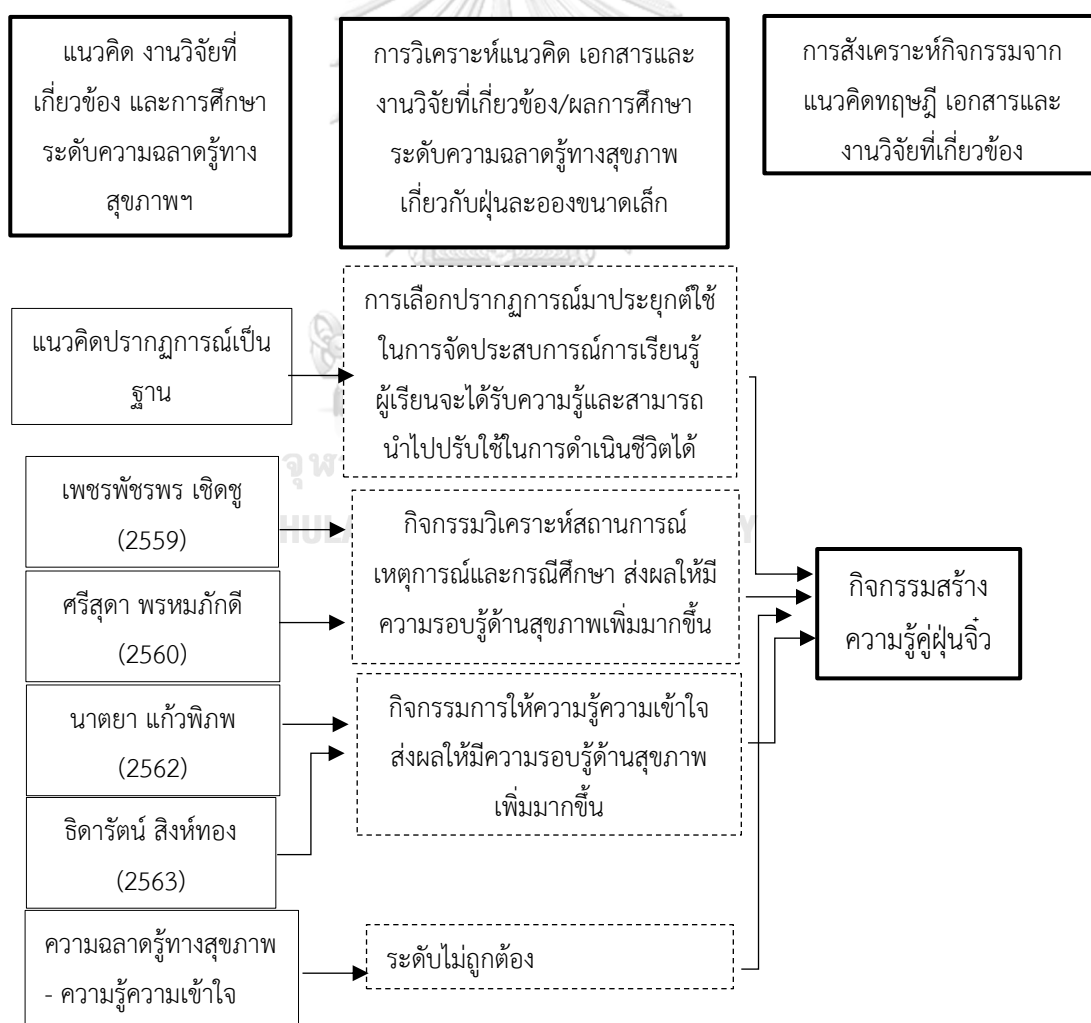 แนวคิด งานวิจัยที่
เกี่ยวข้อง และการศึกษา
ระดับความฉลาดรู้ทาง
สุขภาพฯ
การวิเคราะห์แนวคิด เอกสารและ
งานวิจัยที่เกี่ยวข้อง/ผลการศึกษา
ระดับความฉลาดรู้ทางสุขภาพ
เกี่ยวกับฝุ่นละอองขนาดเล็ก
การสังเคราะห์กิจกรรมจาก
แนวคิดทฤษฎี เอกสารและ
งานวิจัยที่เกี่ยวข้อง
แนวคิดปรากฏการณ์เป็น
ฐาน
การเลือกปรากฏการณ์มาประยุกต์ใช้
ในการจัดประสบการณ์การเรียนรู้
ผู้เรียนจะได้รับความรู้และสามารถ
นำไปปรับใช้ในการดำเนินชีวิตได้
เพชรพัชรพร เชิดชู
(2559)
ศรีสุดา พรหมภักดี
(2560)
กิจกรรมวิเคราะห์สถานการณ์
เหตุการณ์และกรณีศึกษา ส่งผลให้มี
ความรอบรู้ด้านสุขภาพเพิ่มมากขึ้น
นาตยา แก้วพิภพ
(2562)
ธิดารัตน์ สิงห์ทอง
(2563)
กิจกรรมการให้ความรู้ความเข้าใจ
ส่งผลให้มีความรอบรู้ด้านสุขภาพ
เพิ่มมากขึ้น
ความฉลาดรู้ทางสุขภาพ
- ความรู้ความเข้าใจ
ระดับไม่ถูกต้อง
กิจกรรมสร้าง
ความรู้คู่ฝุ่นจิ๋ว